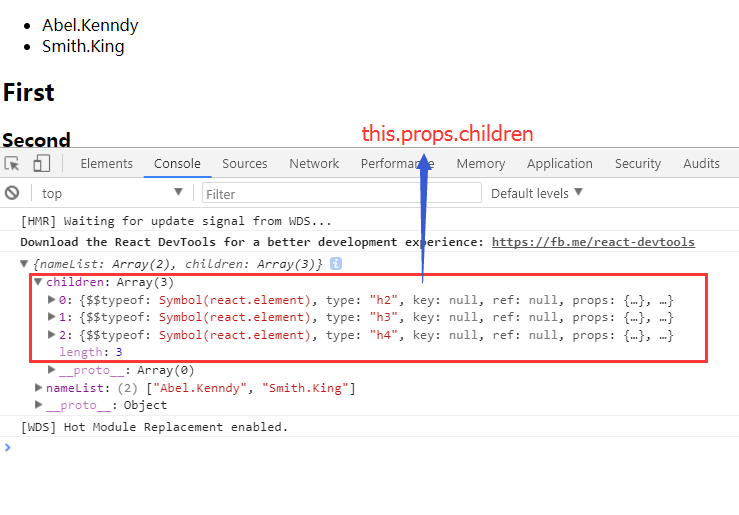 Abel.Kenndy
Smith.King
First
Second
this.props.children
Elements Console Sources Network Performance Memory Application Security Audits
top Filter Default levels
[HMR] Waiting for update signal from WDS...
Download the React DevTools for a better development experience: https://fb.me/react-devtools
{nameList: Array(2), children: Array(3)}
children: Array(3)
0: {$$typeof: Symbol(react.element), type: "h2", key: null, ref: null, props: {…}, …}
1: {$$typeof: Symbol(react.element), type: "h3", key: null, ref: null, props: {…}, …}
2: {$$typeof: Symbol(react.element), type: "h4", key: null, ref: null, props: {…}, …}
length: 3
__proto__: Array(0)
nameList: (2) ["Abel.Kenndy", "Smith.King"]
__proto__: Object
[WDS] Hot Module Replacement enabled.